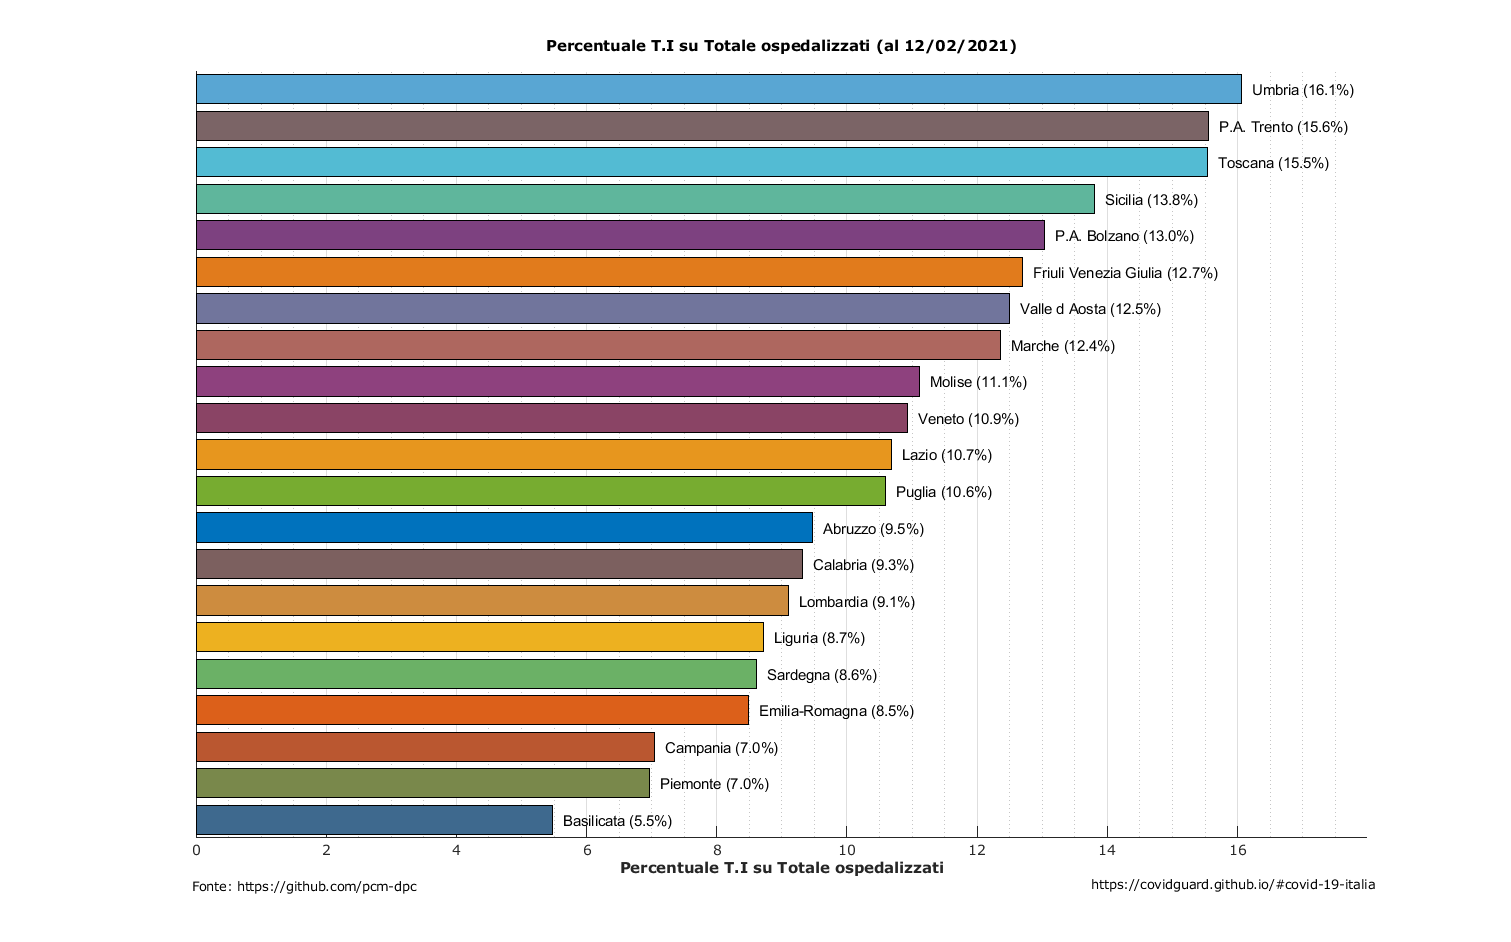 Percentuale T.I su Totale ospedalizzati (al 12/02/2021)
Umbria (16.1%)
P.A. Trento (15.6%)
Toscana (15.5%)
Sicilia (13.8%)
P.A. Bolzano (13.0%)
Friuli Venezia Giulia (12.7%)
Valle d Aosta (12.5%)
Marche (12.4%)
Molise (11.1%)
Veneto (10.9%)
Lazio (10.7%)
Puglia (10.6%)
Abruzzo (9.5%)
Calabria (9.3%)
Lombardia (9.1%)
Liguria (8.7%)
Sardegna (8.6%)
Emilia-Romagna (8.5%)
Campania (7.0%)
Piemonte (7.0%)
Basilicata (5.5%)
0 2 4 6 8 10 12 14 16
Percentuale T.I su Totale ospedalizzati
Fonte: https://github.com/pcm-dpc
https://covidguard.github.io/#covid-19-italia